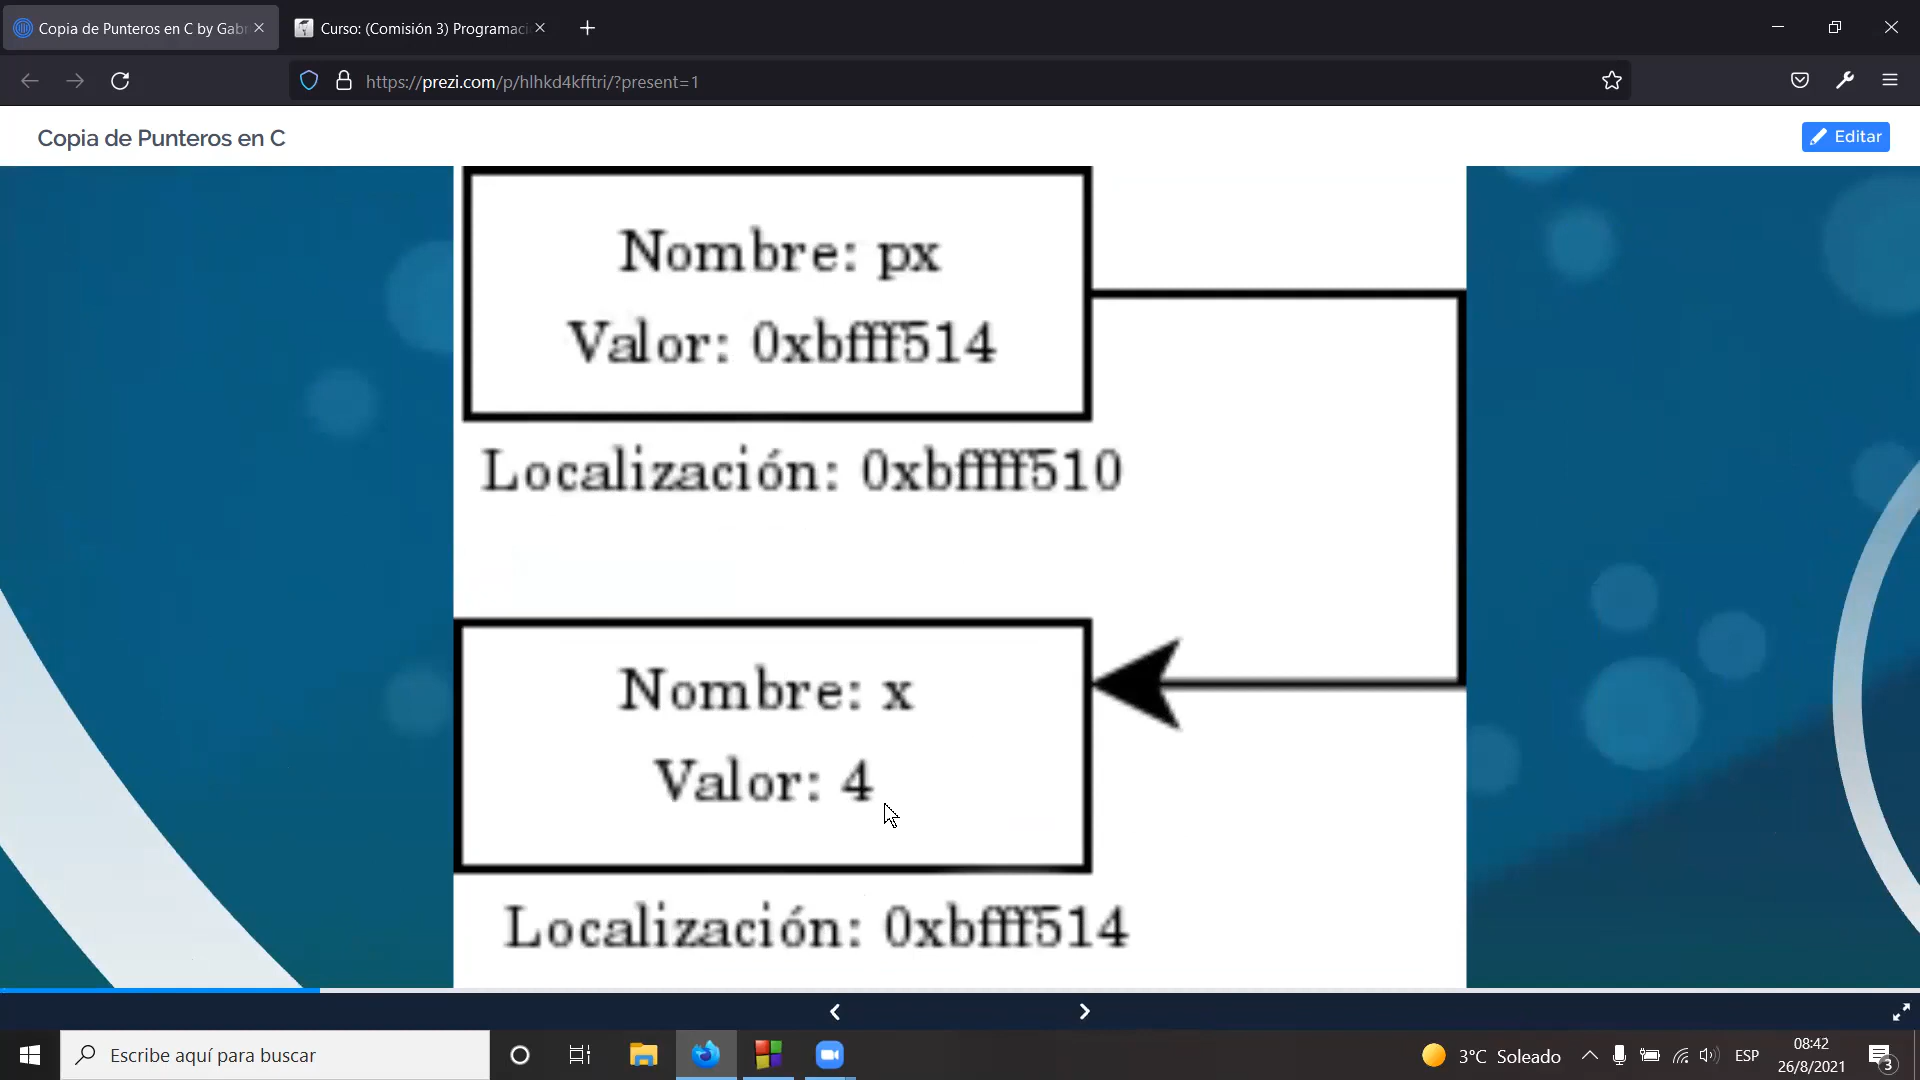 Copia de Punteros en C by Gab
Curso: (Comisión 3) Programac
https://prezi.com/p/hlhkd4kfftri/?present=1
Copia de Punteros en C
Editar
Nombre: px
Valor: 0xbfff514
Localización: 0xbffff510
Nombre: x
Valor: 4
Localización: 0xbfff514
Escribe aquí para buscar
3°C Soleado
ESP
08:42
26/8/2021
3